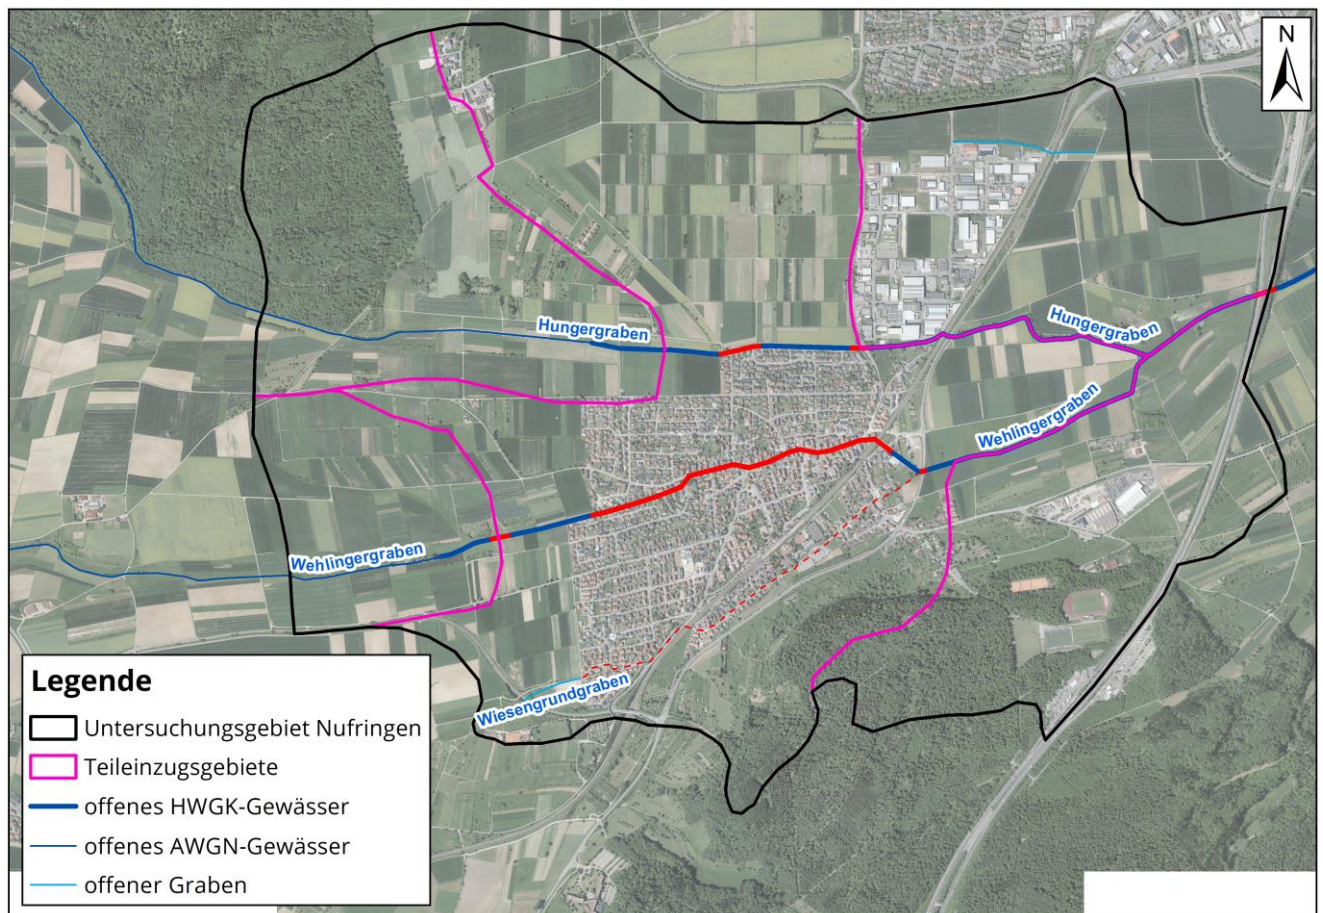 N
Hungergraben
Hungergraben
Wehlingergraben
Wehlingergraben
Wiesengrundgraben
Legende
Untersuchungsgebiet Nufringen
Teileinzugsgebiete
offenes HWGK-Gewässer
offenes AWGN-Gewässer
offener Graben